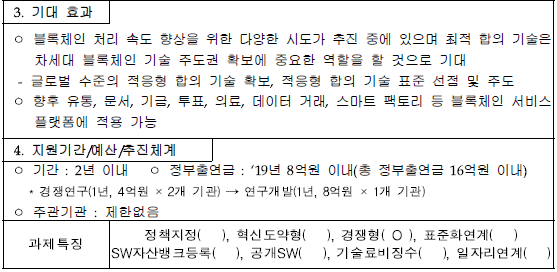 3. 기대 효과
ㅇ 블록체인 처리 속도 향상을 위한 다양한 시도가 추진 중에 있으며 최적 합의 기술은
차세대 블록체인 기술 주도권 확보에 중요한 역할을 할 것으로 기대
- 글로벌 수준의 적응형 합의 기술 확보, 적응형 합의 기술 표준 선점 및 주도
ㅇ 향후 유통, 문서, 기금, 투표, 의료, 데이터 거래, 스마트 팩토리 등 블록체인 서비스
플랫폼에 적용 가능
4. 지원기간/예산/추진체계
ㅇ 기간 : 2년 이내 ㅇ 정부출연금 : '19년 8억원 이내(총 정부출연금 16억원 이내)
* 경쟁연구(1년, 4억원 × 2개 기관) → 연구개발(1년, 8억원 × 1개 기관)
ㅇ 주관기관 : 제한없음
과제특징
정책지정( ), 혁신도약형( ), 경쟁형( O ), 표준화연계( )
SW자산뱅크등록( ), 공개SW( ), 기술료비징수( ), 일자리연계( )